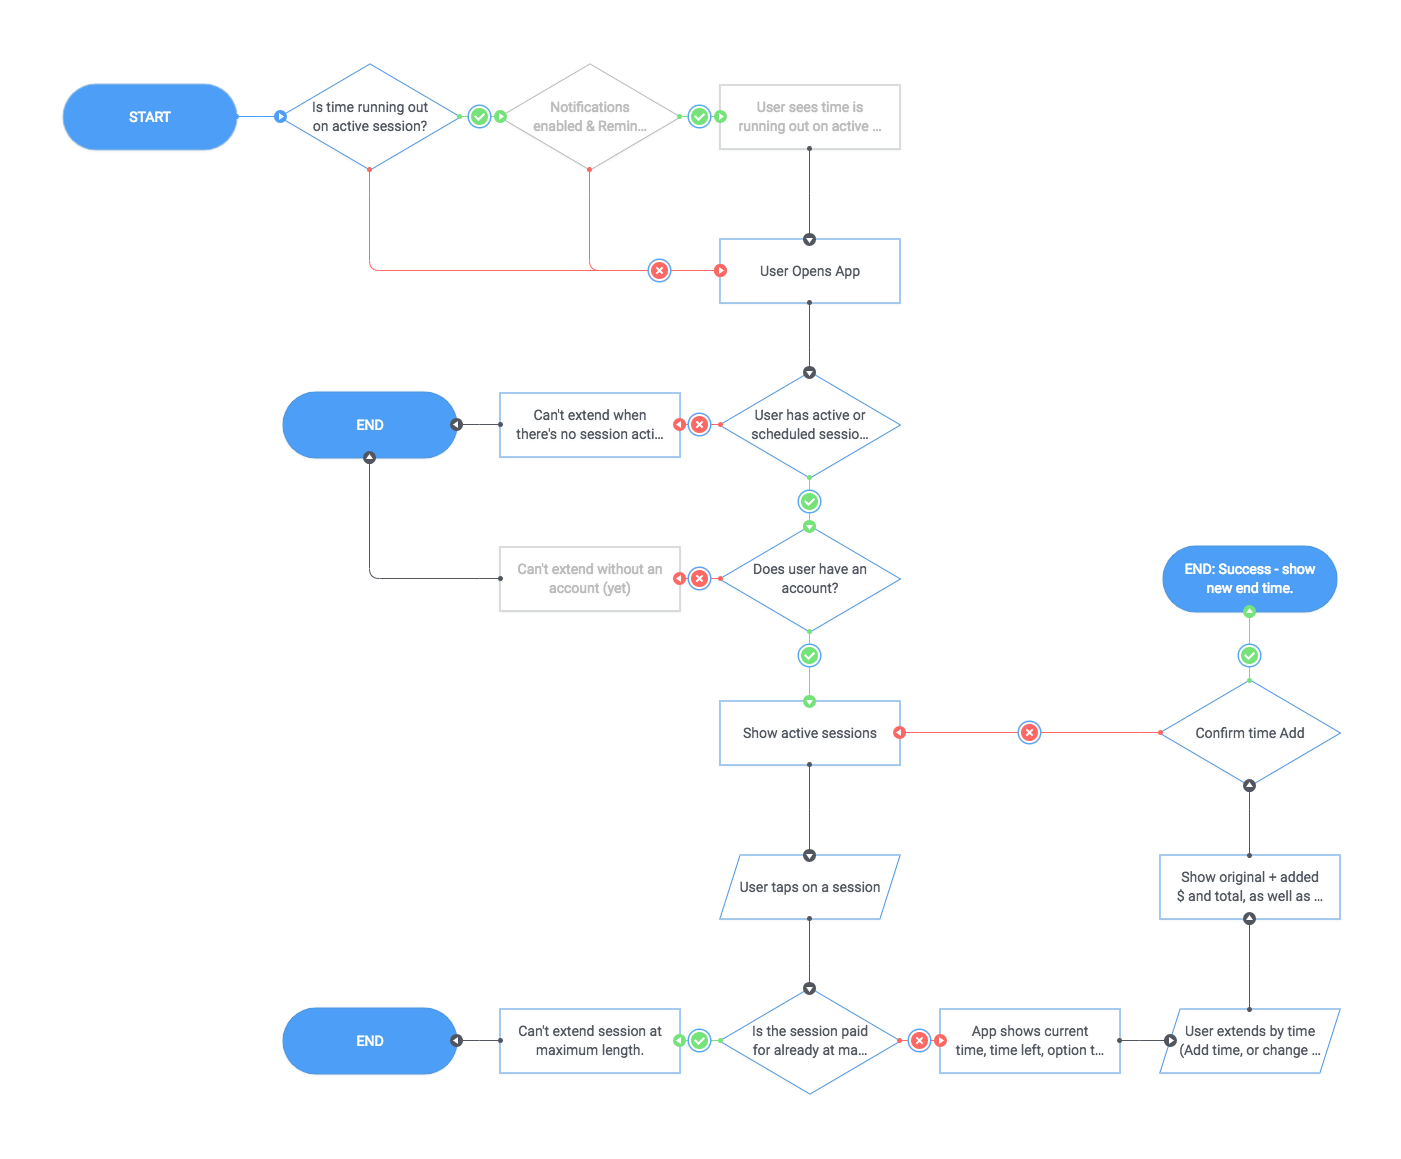 START
Is time running out
on active session?
Notifications
enabled & Remin...
User sees time is
running out on active ...
User Opens App
END
Can't extend when
there's no session acti...
User has active or
scheduled sessio...
Can't extend without an
account (yet)
Does user have an
account?
END: Success - show
new end time.
Show active sessions
Confirm time Add
User taps on a session
Show original + added
$ and total, as well as ...
END
Can't extend session at
maximum length.
Is the session paid
for already at ma...
App shows current
time, time left, option t...
User extends by time
(Add time, or change ...